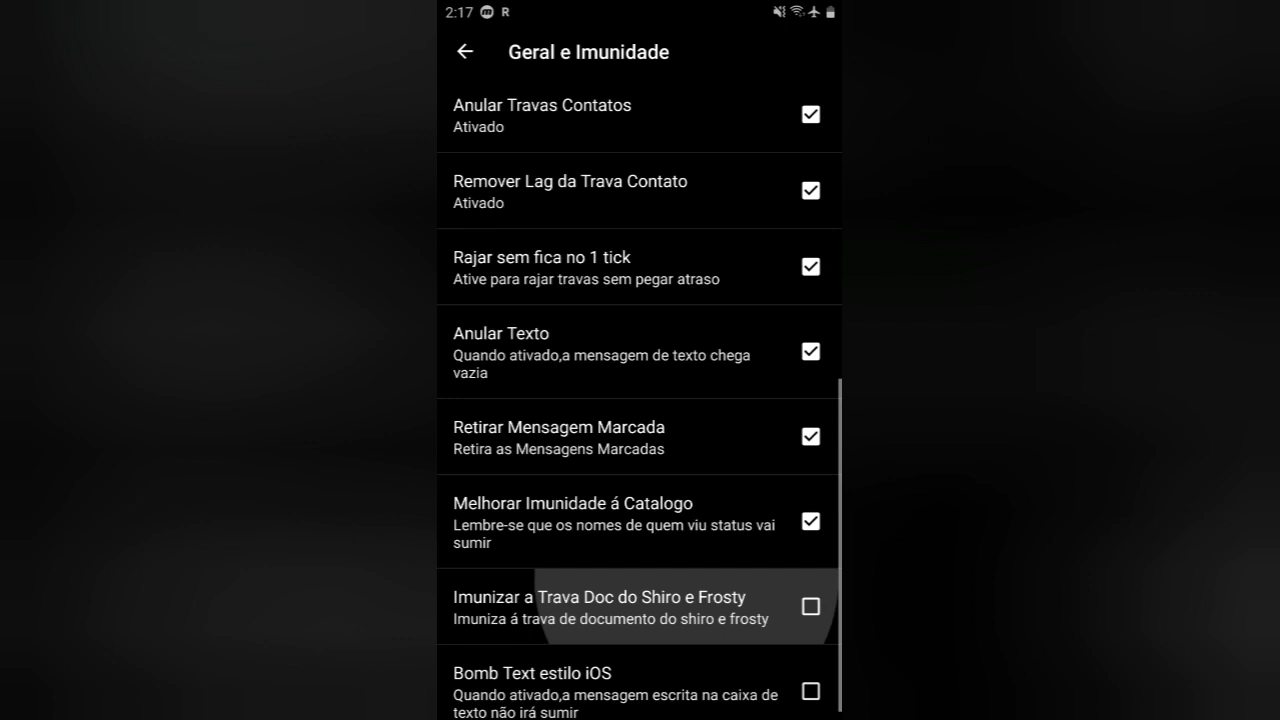 2:17 m R
Geral e Imunidade
Anular Travas Contatos
Ativado
Remover Lag da Trava Contato
Ativado
Rajar sem fica no 1 tick
Ative para rajar travas sem pegar atraso
Anular Texto
Quando ativado,a mensagem de texto chega
vazia
Retirar Mensagem Marcada
Retira as Mensagens Marcadas
Melhorar Imunidade á Catalogo
Lembre-se que os nomes de quem viu status vai
sumir
Imunizar a Trava Doc do Shiro e Frosty
Imuniza á trava de documento do shiro e frosty
Bomb Text estilo iOS
Quando ativado,a mensagem escrita na caixa de
texto não irá sumir